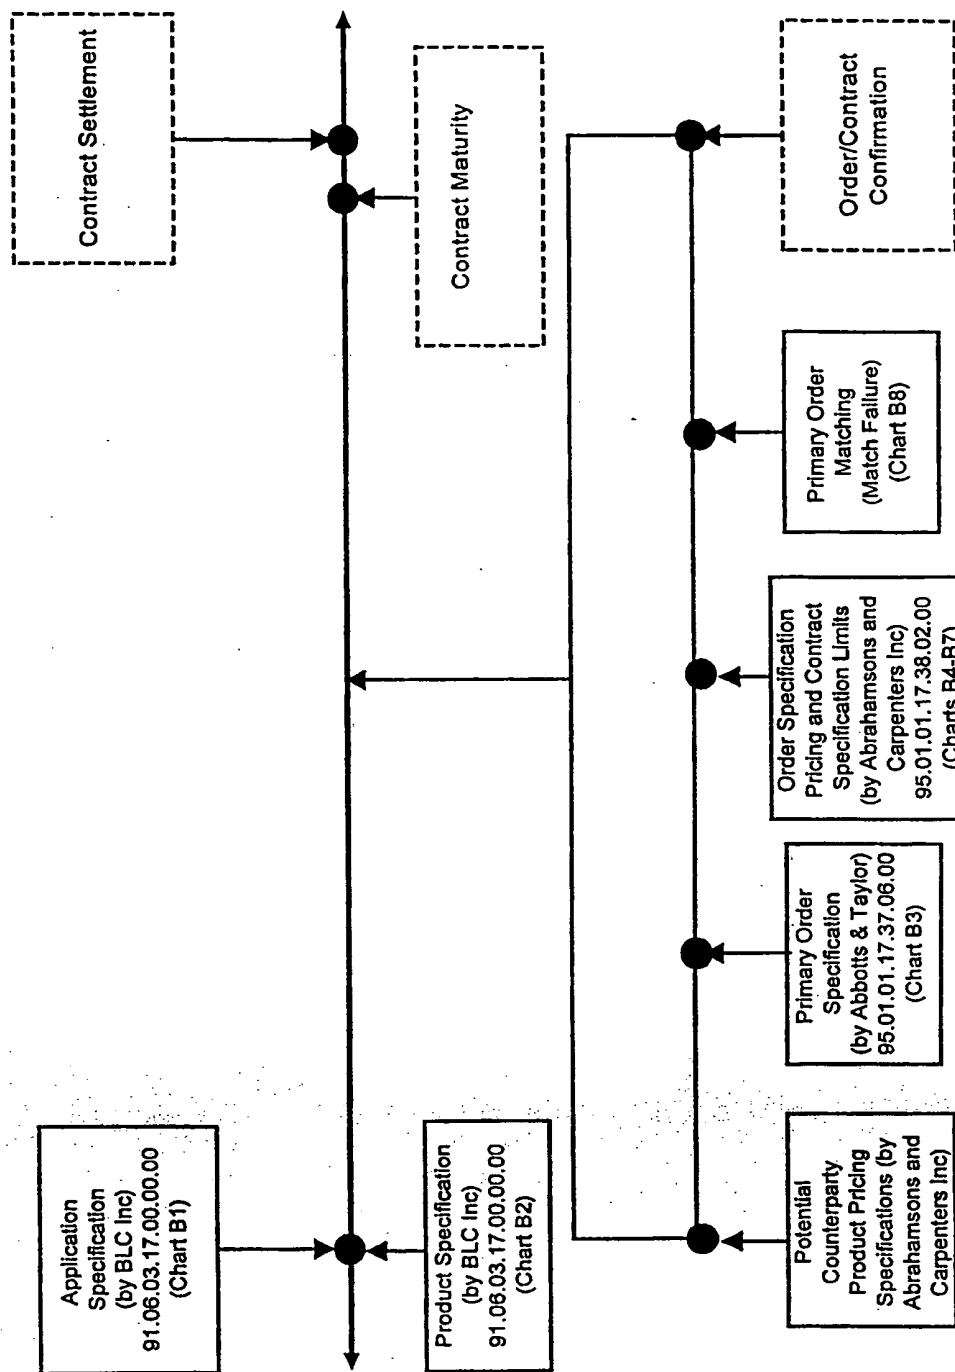 Application
Specification
(by BLC Inc)
91.06.03.17.00.00.00
(Chart B1)
Contract Settlement
Product Specification
(by BLC Inc)
91.06.03.17.00.00.00
(Chart B2)
Contract Maturity
Potential
Counterparty
Product Pricing
Specifications (by
Abrahamsons and
Carpenters Inc)
Primary Order
Specification
(by Abbotts & Taylor)
95.01.01.17.37.06.00
(Chart B3)
Order Specification
Pricing and Contract
Specification Limits
(by Abrahamsons and
Carpenters Inc)
95.01.01.17.38.02.00
(Charts B4-B7)
Primary Order
Matching
(Match Failure)
(Chart B8)
Order/Contract
Confirmation